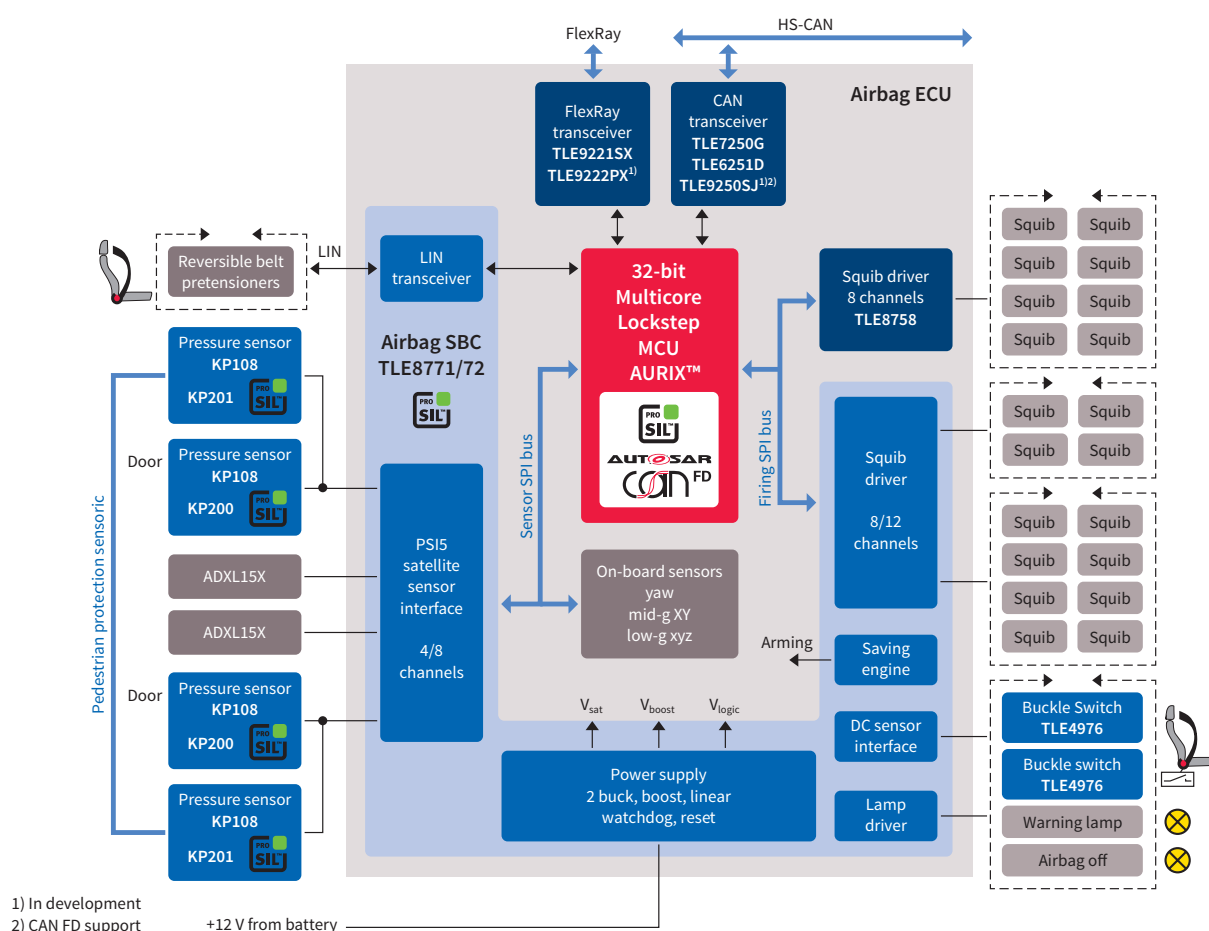 FlexRay
HS-CAN
Airbag ECU
FlexRay
transceiver
TLE9221SX
TLE9222PX1)
CAN
transceiver
TLE7250G
TLE6251D
TLE9250SJ1)2)
Reversible belt
pretensioners
LIN
LIN
transceiver
32-bit
Multicore
Lockstep
MCU
AURIX™
PRO
SIL™
AUTOSAR
CAN FD
Squib driver
8 channels
TLE8758
Squib Squib
Squib Squib
Squib Squib
Squib Squib
Airbag SBC
TLE8771/72
PRO
SIL™
Pressure sensor
KP108
KP201
PRO
SIL™
Door
Pressure sensor
KP108
KP200
PRO
SIL™
Pedestrian protection sensoric
ADXL15X
ADXL15X
Door
Pressure sensor
KP108
KP200
PRO
SIL™
Pressure sensor
KP108
KP201
PRO
SIL™
PSI5
satellite
sensor
interface
4/8
channels
Sensor SPI bus
Firing SPI bus
On-board sensors
yaw
mid-g XY
low-g xyz
Squib
driver
8/12
channels
Squib Squib
Squib Squib
Squib Squib
Squib Squib
Squib Squib
Squib Squib
Arming
Saving
engine
Vsat
Vboost
Vlogic
Power supply
2 buck, boost, linear
watchdog, reset
DC sensor
interface
Lamp
driver
Buckle Switch
TLE4976
Buckle switch
TLE4976
Warning lamp
Airbag off
1) In development
2) CAN FD support
+12 V from battery